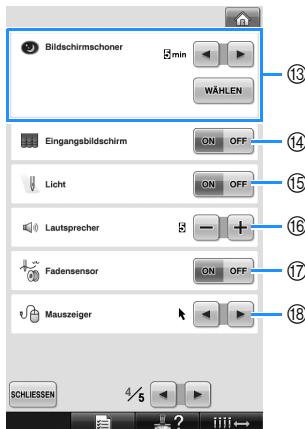 Bildschirmschoner
5 min
WÄHLEN
⑬
Eingangsbildschirm
ON OFF
⑭
Licht
ON OFF
⑮
Lautsprecher
5
− +
⑯
Fadensensor
ON OFF
⑰
Mauszeiger
⑱
SCHLIESSEN
4/5
?